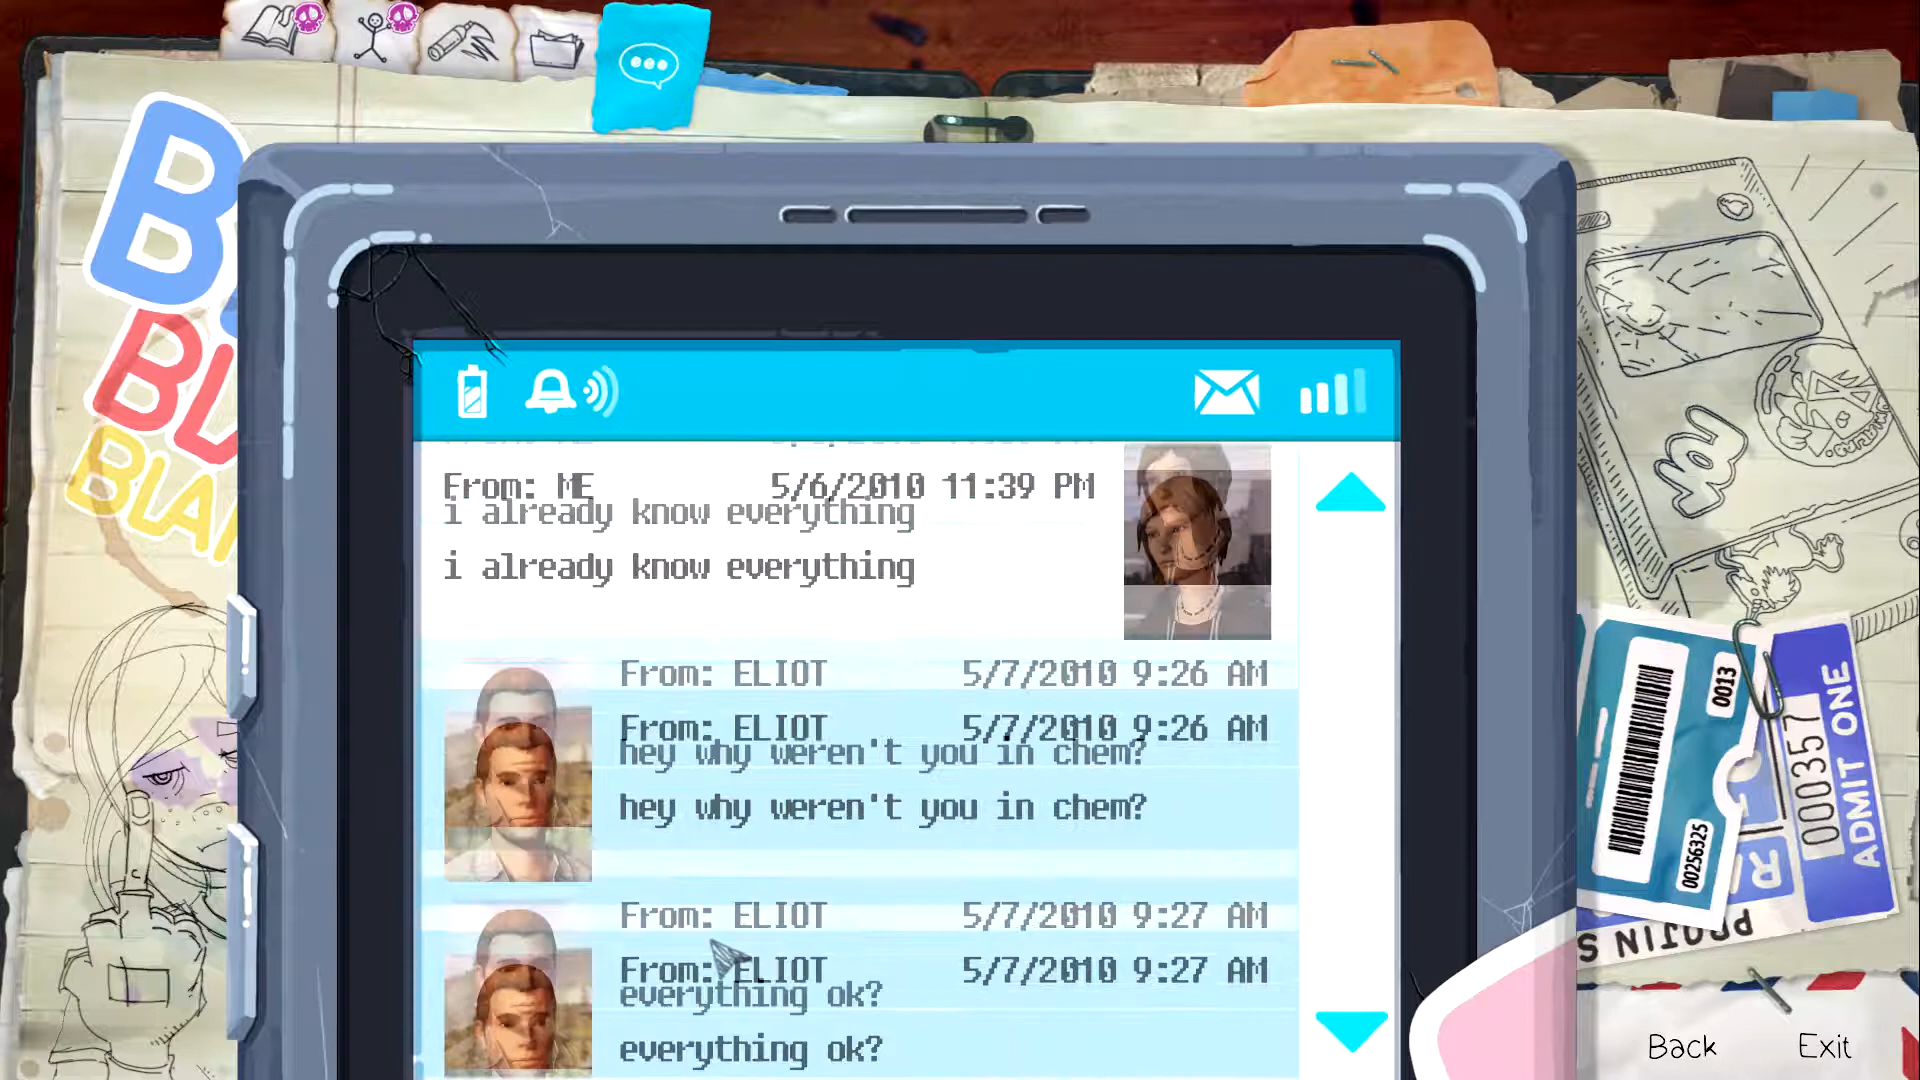 From: ME 5/6/2010 11:39 PM
i already know everything
i already know everything
From: ELIOT 5/7/2010 9:26 AM
From: ELIOT 5/7/2010 9:26 AM
hey why weren't you in chem?
hey why weren't you in chem?
From: ELIOT 5/7/2010 9:27 AM
From: ELIOT 5/7/2010 9:27 AM
everything ok?
everything ok?
0013
00256325
000357
ADMIT ONE
Back
Exit